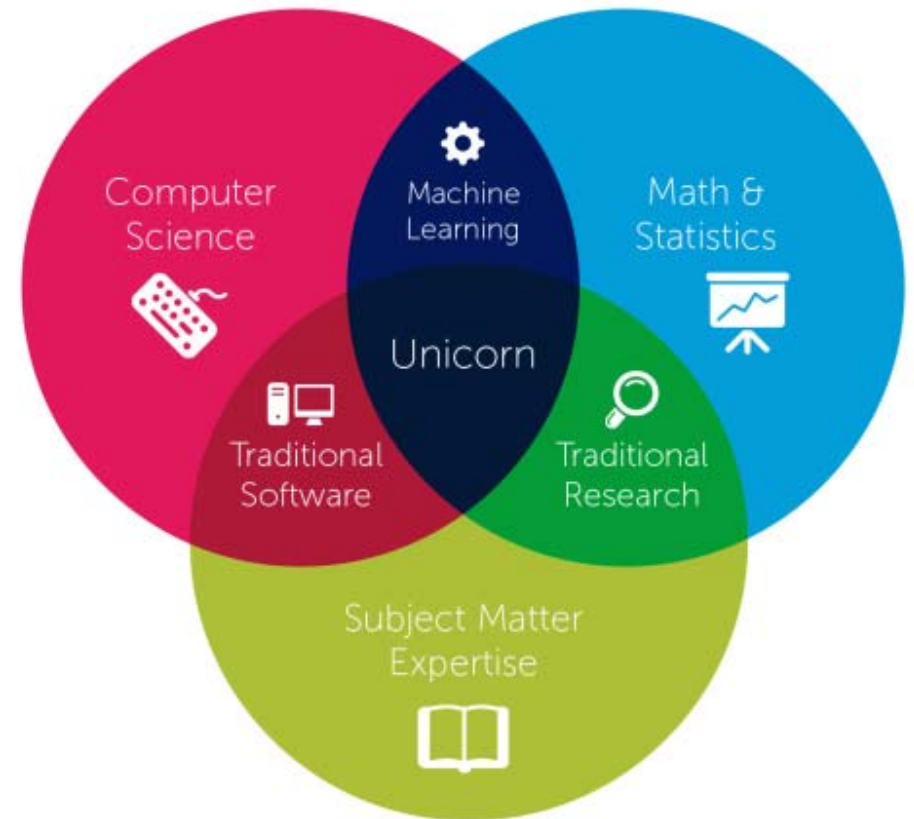 Computer
Science
Machine
Learning
Math &
Statistics
Unicorn
Traditional
Software
Traditional
Research
Subject Matter
Expertise